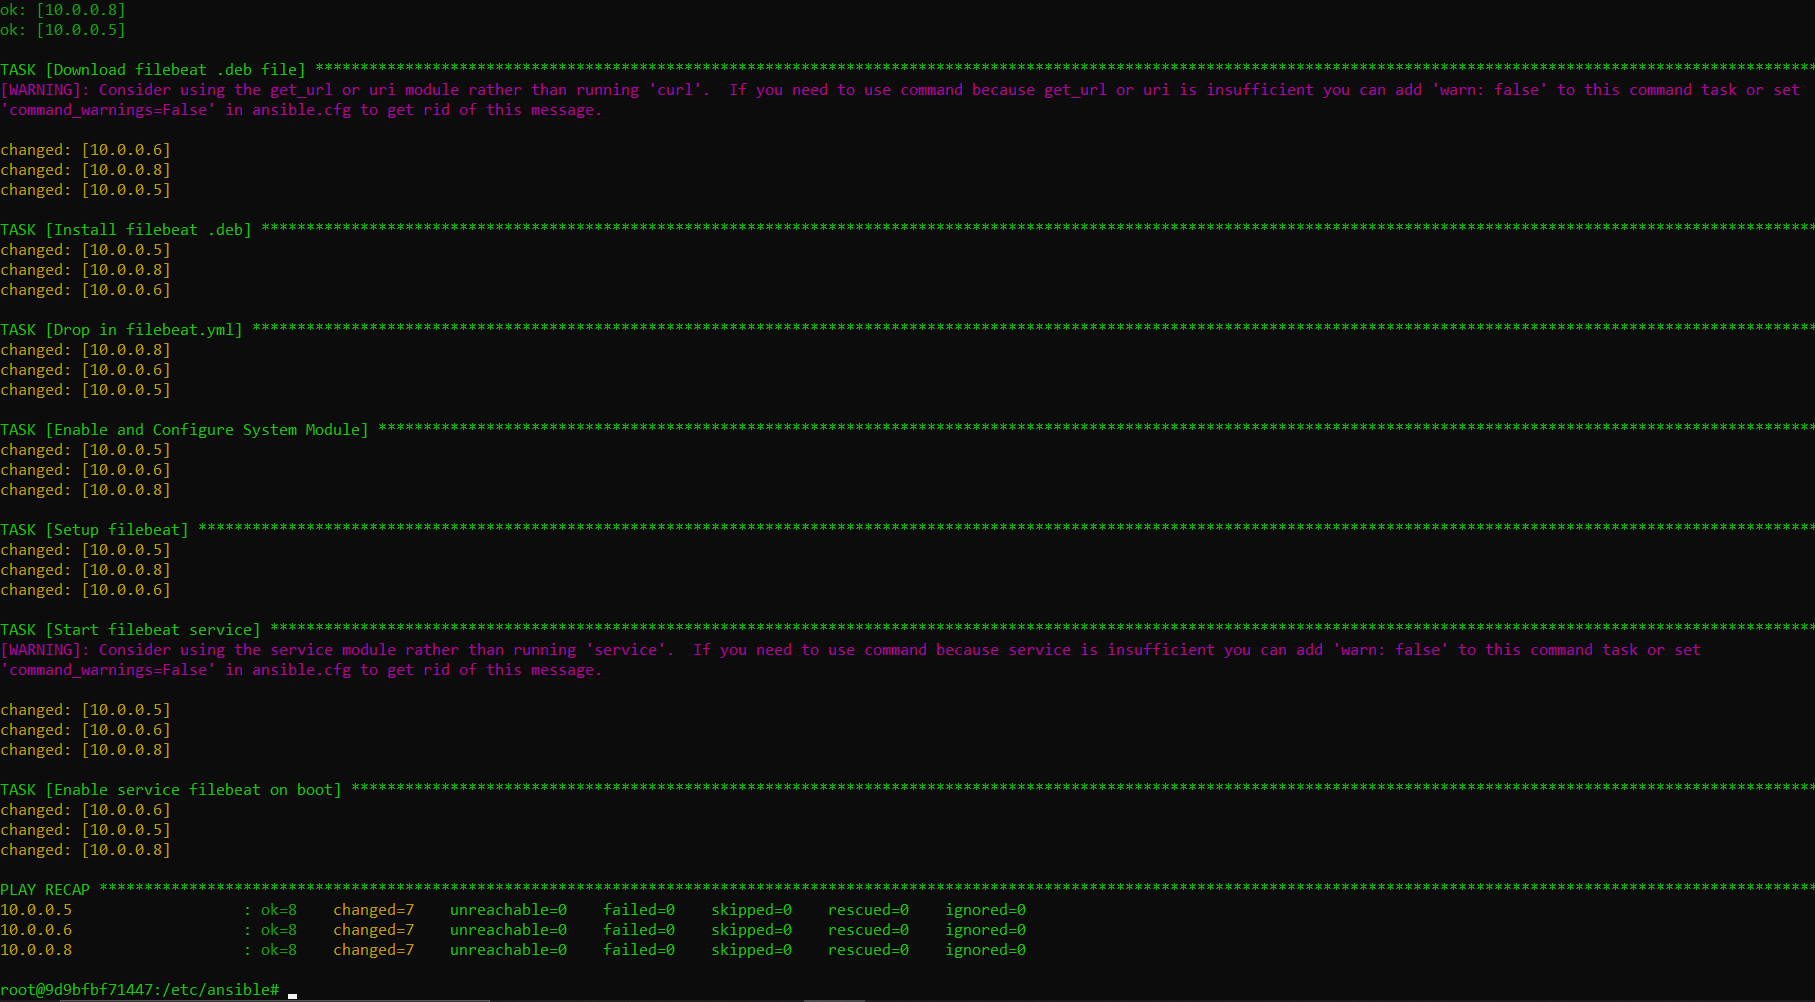 ok: [10.0.0.8]
ok: [10.0.0.5]
TASK [Download filebeat .deb file] **********************************************************************************************************************************************************************
[WARNING]: Consider using the get_url or uri module rather than running 'curl'.  If you need to use command because get_url or uri is insufficient you can add 'warn: false' to this command task or set
'command_warnings=False' in ansible.cfg to get rid of this message.
changed: [10.0.0.6]
changed: [10.0.0.8]
changed: [10.0.0.5]
TASK [Install filebeat .deb] ****************************************************************************************************************************************************************************
changed: [10.0.0.5]
changed: [10.0.0.8]
changed: [10.0.0.6]
TASK [Drop in filebeat.yml] *****************************************************************************************************************************************************************************
changed: [10.0.0.8]
changed: [10.0.0.6]
changed: [10.0.0.5]
TASK [Enable and Configure System Module] ***************************************************************************************************************************************************************
changed: [10.0.0.5]
changed: [10.0.0.6]
changed: [10.0.0.8]
TASK [Setup filebeat] ***********************************************************************************************************************************************************************************
changed: [10.0.0.5]
changed: [10.0.0.8]
changed: [10.0.0.6]
TASK [Start filebeat service] ***************************************************************************************************************************************************************************
[WARNING]: Consider using the service module rather than running 'service'.  If you need to use command because service is insufficient you can add 'warn: false' to this command task or set
'command_warnings=False' in ansible.cfg to get rid of this message.
changed: [10.0.0.5]
changed: [10.0.0.6]
changed: [10.0.0.8]
TASK [Enable service filebeat on boot] ******************************************************************************************************************************************************************
changed: [10.0.0.6]
changed: [10.0.0.5]
changed: [10.0.0.8]
PLAY RECAP **********************************************************************************************************************************************************************************************
10.0.0.5                   : ok=8    changed=7    unreachable=0    failed=0    skipped=0    rescued=0    ignored=0
10.0.0.6                   : ok=8    changed=7    unreachable=0    failed=0    skipped=0    rescued=0    ignored=0
10.0.0.8                   : ok=8    changed=7    unreachable=0    failed=0    skipped=0    rescued=0    ignored=0
root@9d9bfbf71447:/etc/ansible#